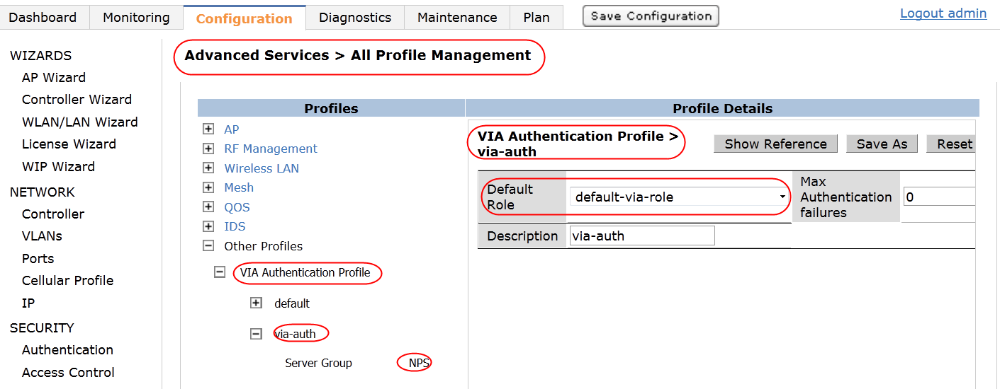 Dashboard Monitoring Configuration Diagnostics Maintenance Plan Save Configuration Logout admin
WIZARDS
AP Wizard
Controller Wizard
WLAN/LAN Wizard
License Wizard
WIP Wizard
NETWORK
Controller
VLANs
Ports
Cellular Profile
IP
SECURITY
Authentication
Access Control
Advanced Services > All Profile Management
Profiles
AP
RF Management
Wireless LAN
Mesh
QOS
IDS
Other Profiles
VIA Authentication Profile
default
via-auth
Server Group NPS
Profile Details
VIA Authentication Profile >
via-auth
Show Reference Save As Reset
Default
Role
default-via-role
Max
Authentication
failures
0
Description via-auth